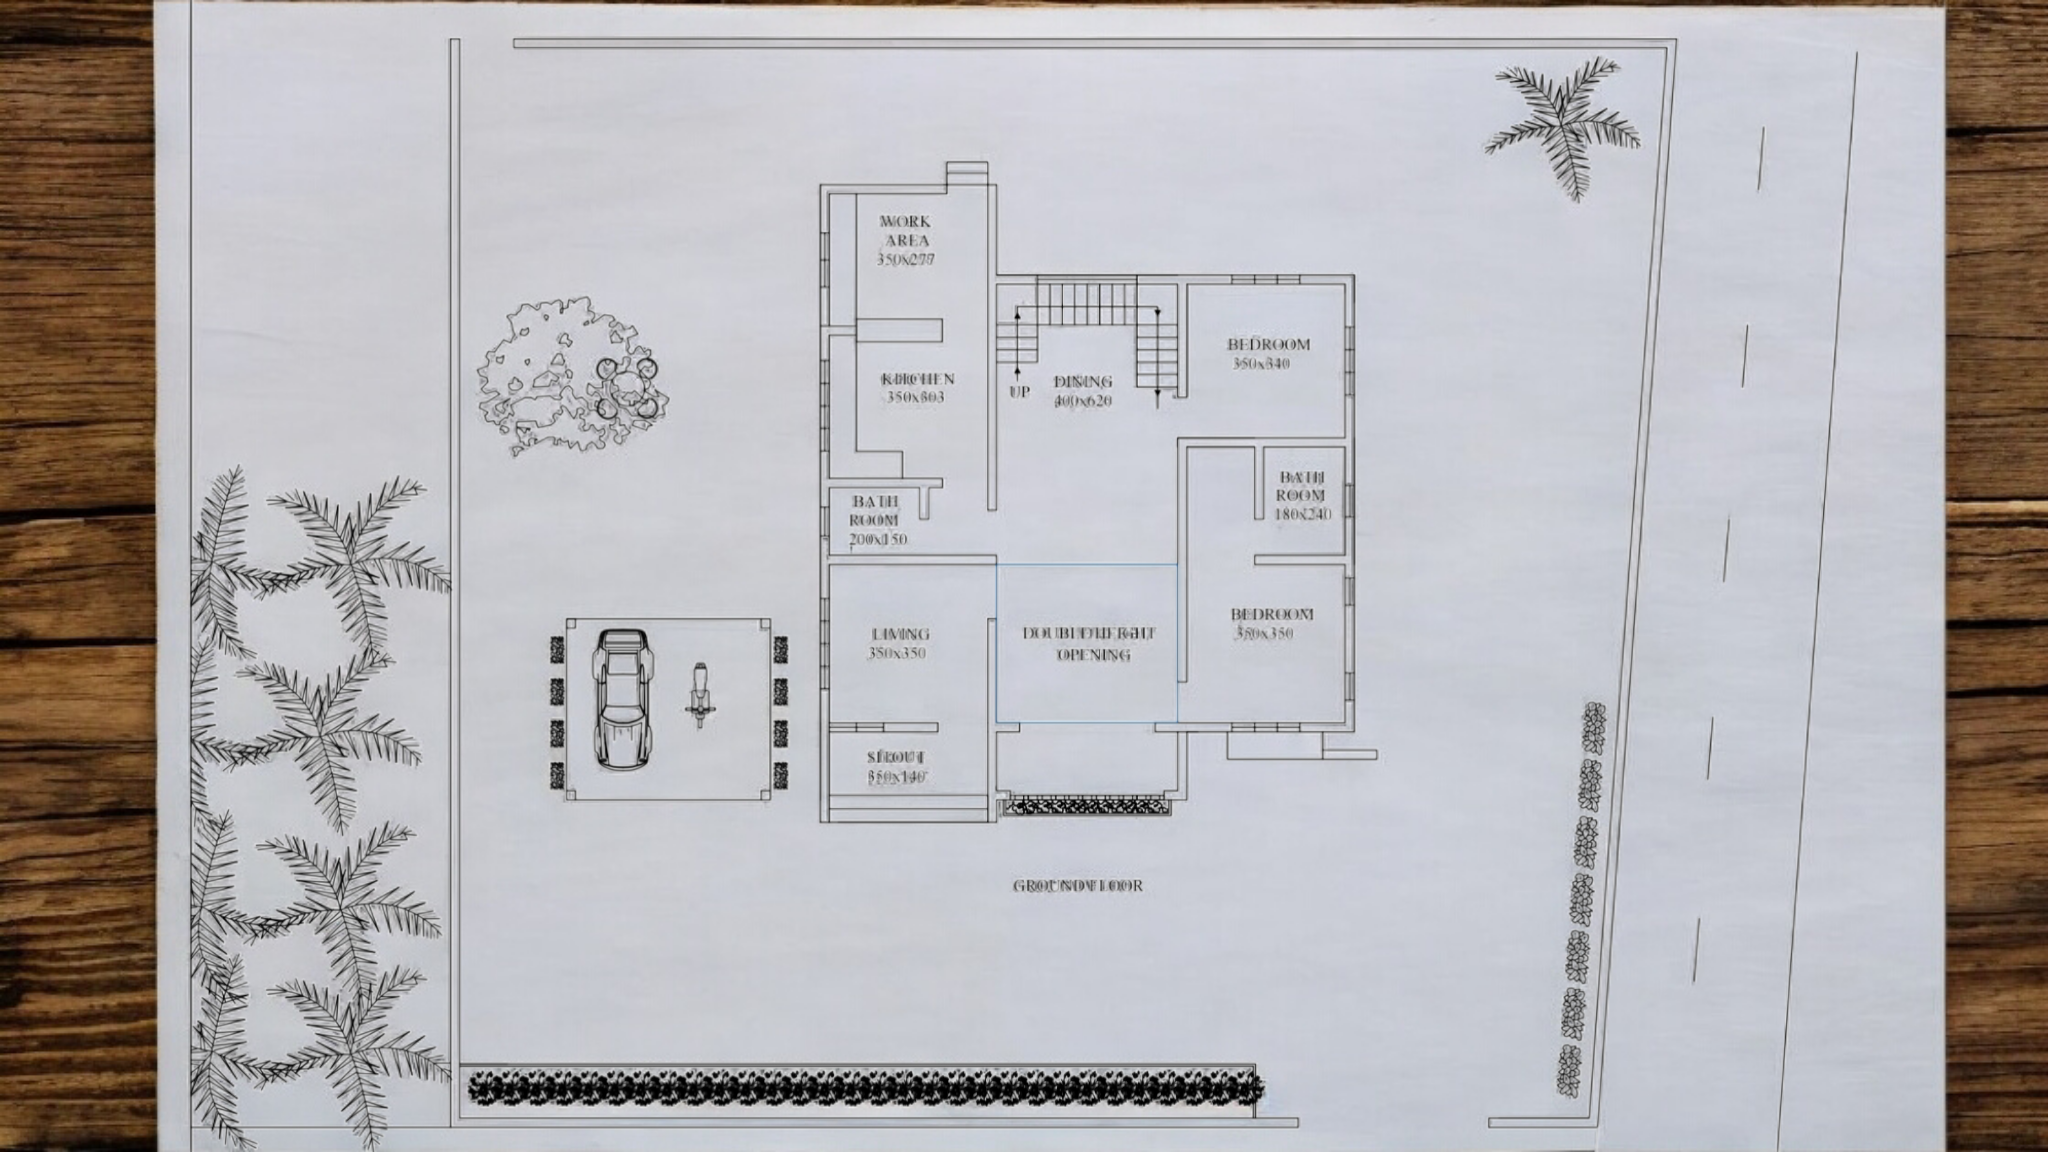 WORK
AREA
350x277
KITCHEN
350x303
UP
DINING
400x620
BEDROOM
350x340
BATH
ROOM
180x240
BATH
ROOM
200x150
LIVING
350x350
DOUBLE HEIGHT
OPENING
BEDROOM
350x350
SITOUT
350x140
GROUND FLOOR